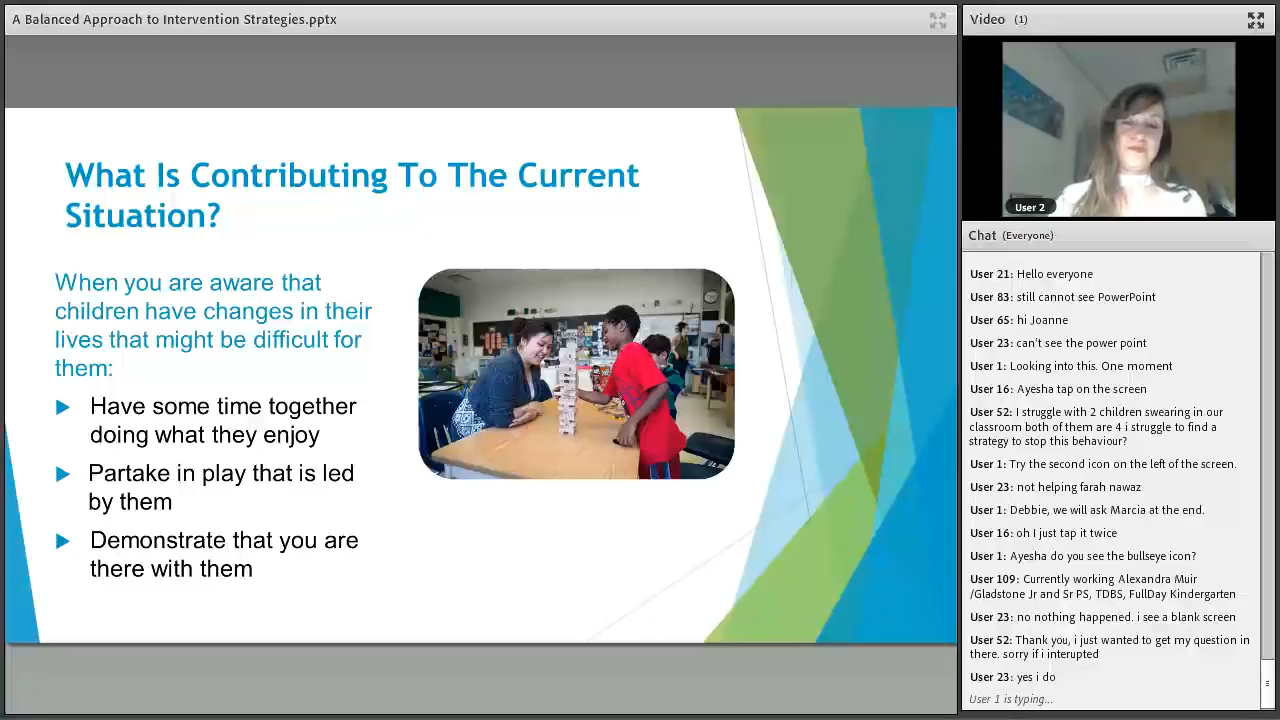 A Balanced Approach to Intervention Strategies.pptx
What Is Contributing To The Current
Situation?
When you are aware that
children have changes in their
lives that might be difficult for
them:
Have some time together
doing what they enjoy
Partake in play that is led
by them
Demonstrate that you are
there with them
Video (1)
User 2
Chat (Everyone)
User 21: Hello everyone
User 83: still cannot see PowerPoint
User 65: hi Joanne
User 23: can't see the power point
User 1: Looking into this. One moment
User 16: Ayesha tap on the screen
User 52: I struggle with 2 children swearing in our
classroom both of them are 4 i struggle to find a
strategy to stop this behaviour?
User 1: Try the second icon on the left of the screen.
User 23: not helping farah nawaz
User 1: Debbie, we will ask Marcia at the end.
User 16: oh I just tap it twice
User 1: Ayesha do you see the bullseye icon?
User 109: Currently working Alexandra Muir
/Gladstone Jr and Sr PS, TDBS, FullDay Kindergarten
User 23: no nothing happened. i see a blank screen
User 52: Thank you, i just wanted to get my question in
there. sorry if i interupted
User 23: yes i do
User 1 is typing...